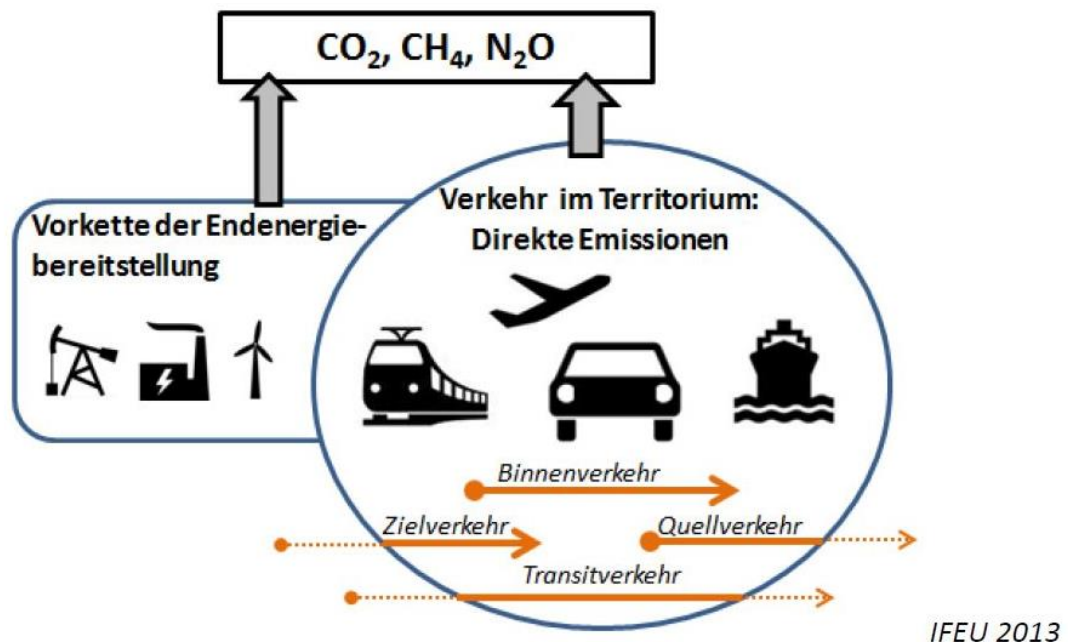 CO₂, CH₄, N₂O
Vorkette der Endenergie-
bereitstellung
Verkehr im Territorium:
Direkte Emissionen
Binnenverkehr
Zielverkehr
Quellverkehr
Transitverkehr
IFEU 2013